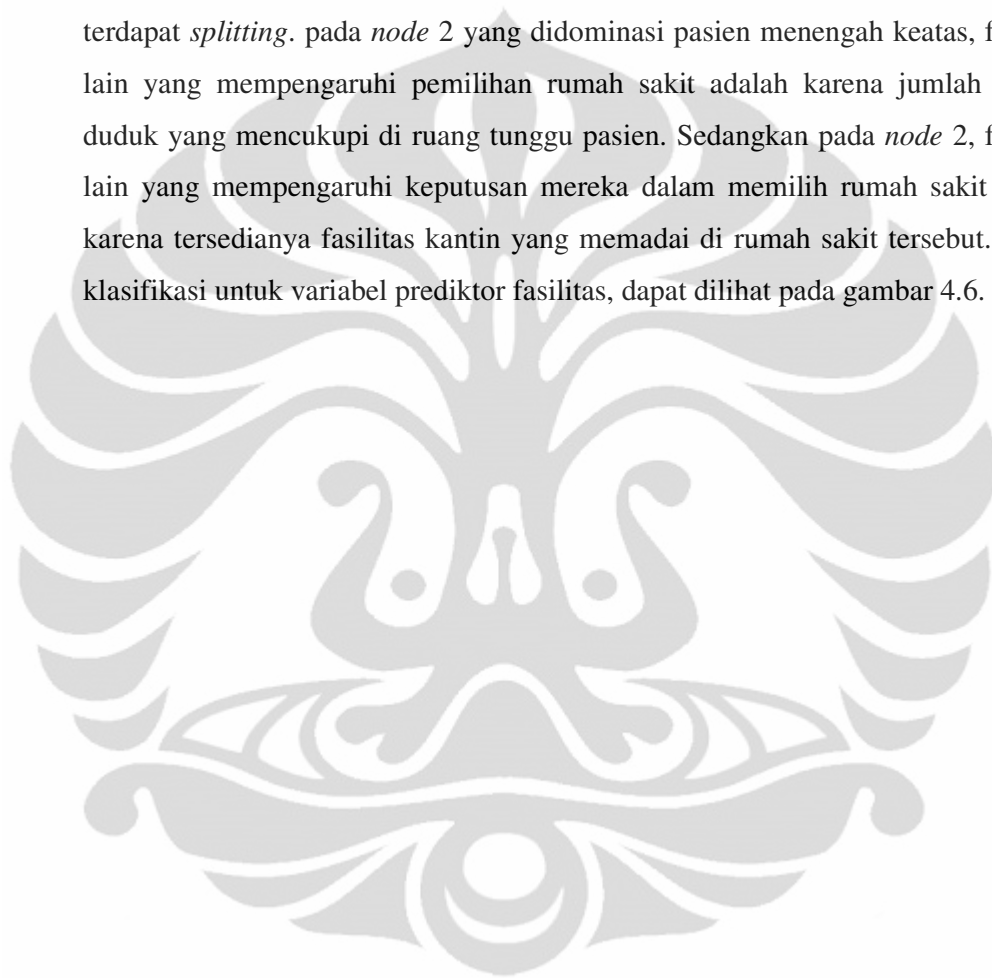 terdapat splitting. pada node 2 yang didominasi pasien menengah keatas, f
lain yang mempengaruhi pemilihan rumah sakit adalah karena jumlah
duduk yang mencukupi di ruang tunggu pasien. Sedangkan pada node 2, f
lain yang mempengaruhi keputusan mereka dalam memilih rumah sakit
karena tersedianya fasilitas kantin yang memadai di rumah sakit tersebut.
klasifikasi untuk variabel prediktor fasilitas, dapat dilihat pada gambar 4.6.